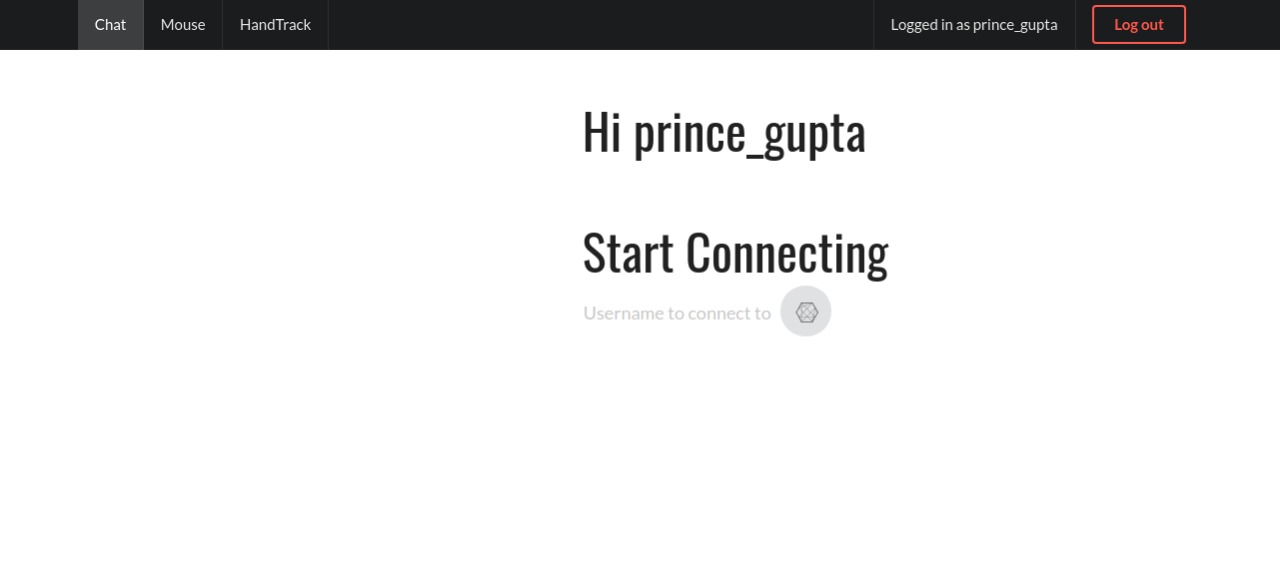 Chat Mouse HandTrack Logged in as prince_gupta Log out
Hi prince_gupta
Start Connecting
Username to connect to